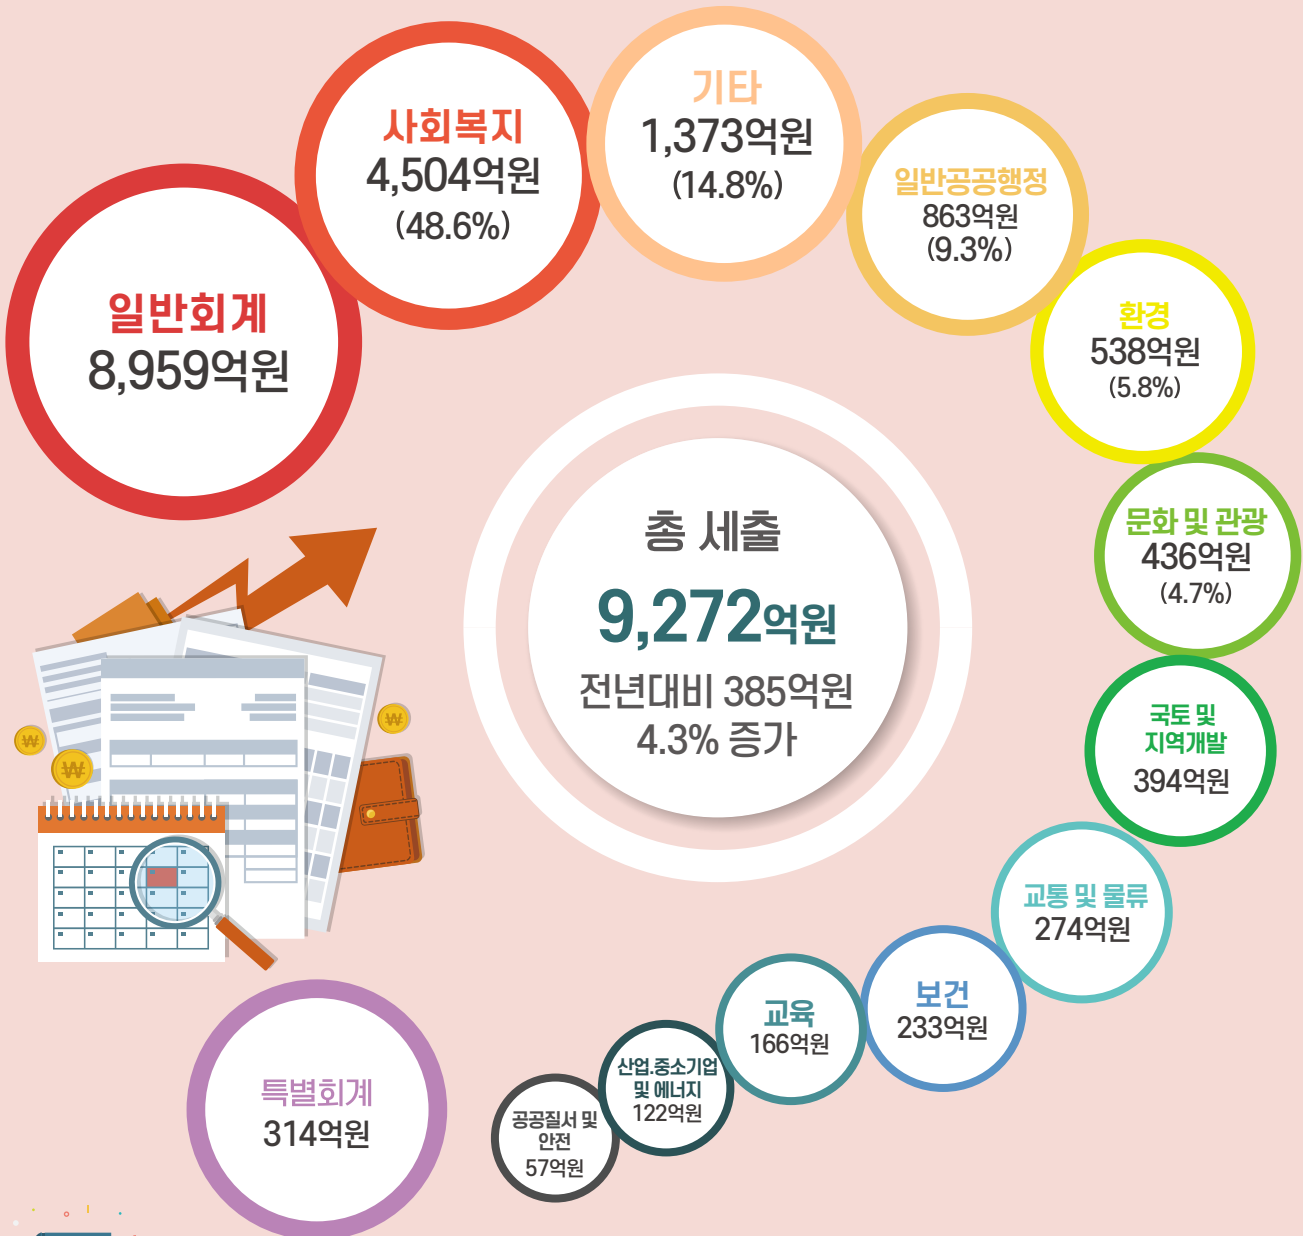 일반회계
8,959억원
사회복지
4,504억원
(48.6%)
기타
1,373억원
(14.8%)
일반공공행정
863억원
(9.3%)
환경
538억원
(5.8%)
문화 및 관광
436억원
(4.7%)
국토 및
지역개발
394억원
교통 및 물류
274억원
보건
233억원
교육
166억원
산업.중소기업
및 에너지
122억원
공공질서 및
안전
57억원
특별회계
314억원
총 세출
9,272억원
전년대비 385억원
4.3% 증가
₩
₩
₩